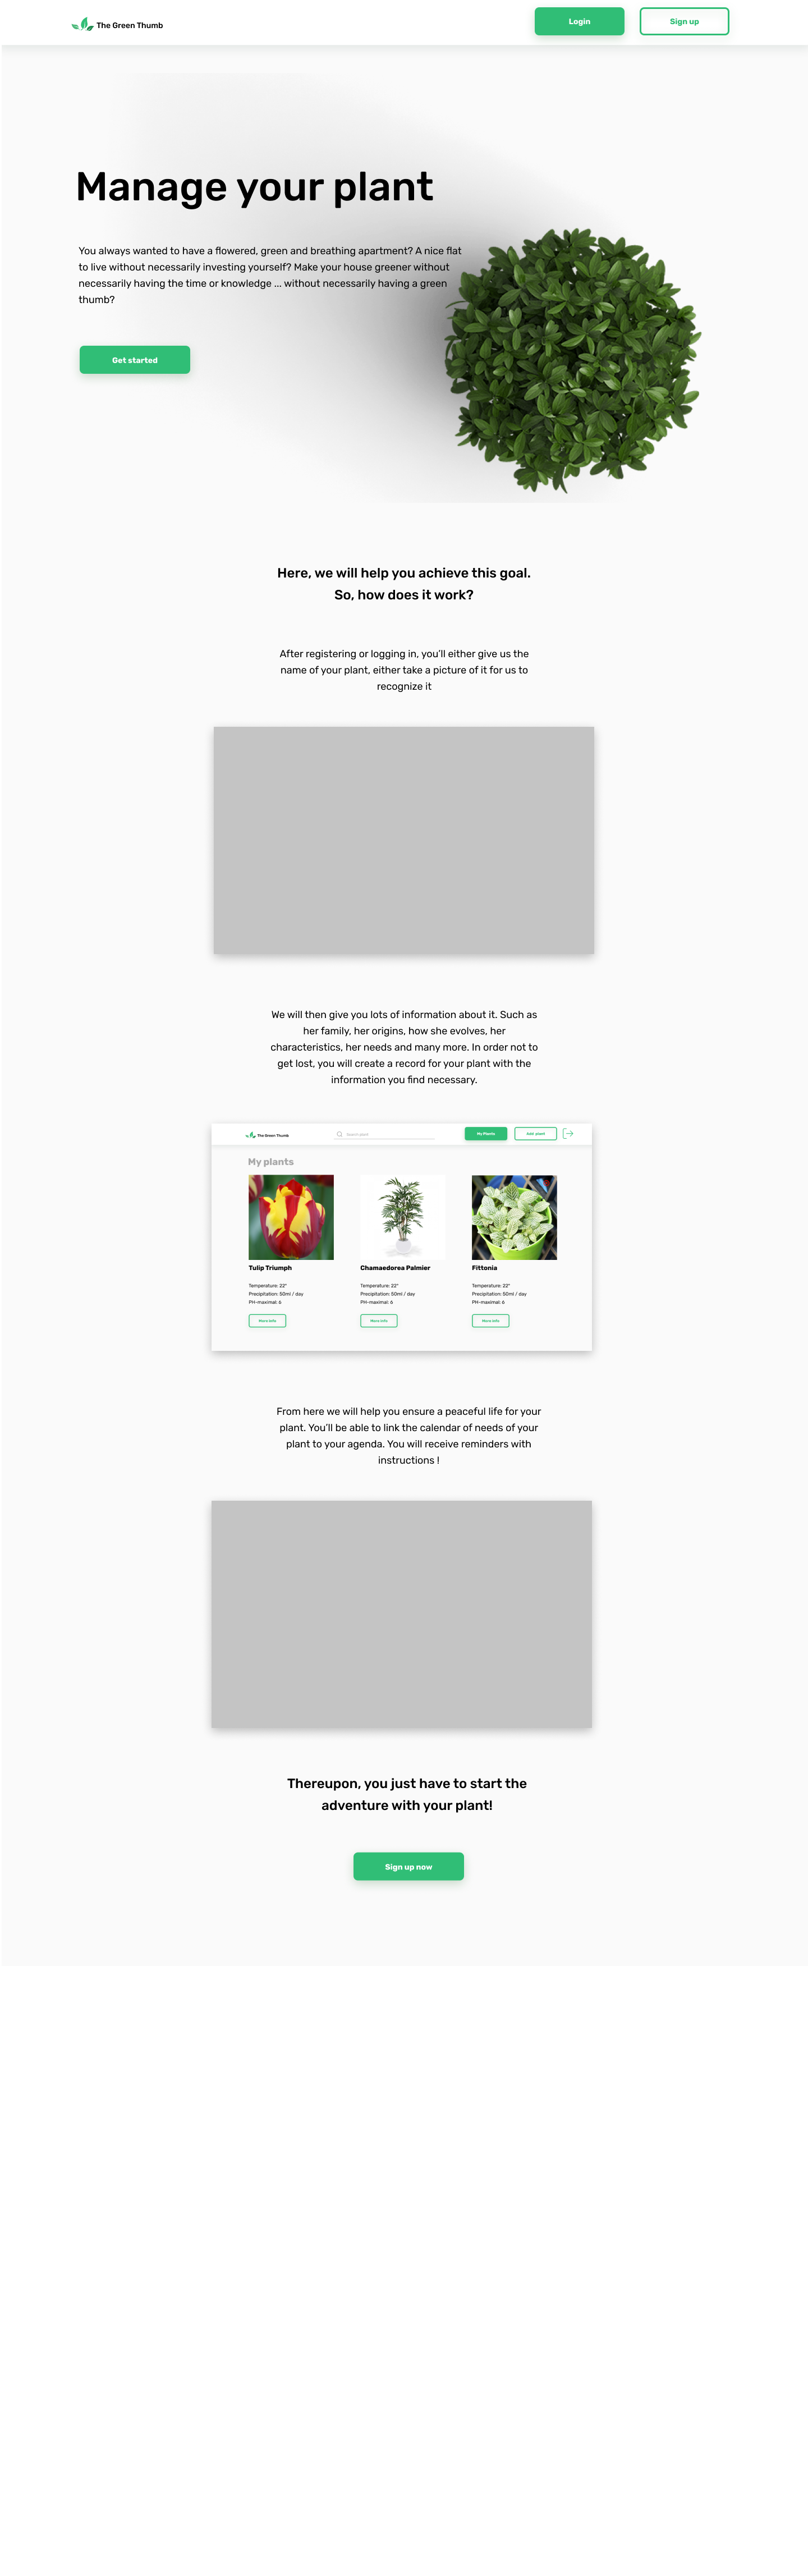 The Green Thumb
Login
Sign up
Manage your plant
You always wanted to have a flowered, green and breathing apartment? A nice flat
to live without necessarily investing yourself? Make your house greener without
necessarily having the time or knowledge ... without necessarily having a green
thumb?
Get started
Here, we will help you achieve this goal.
So, how does it work?
After registering or logging in, you'll either give us the
name of your plant, either take a picture of it for us to
recognize it
We will then give you lots of information about it. Such as
her family, her origins, how she evolves, her
characteristics, her needs and many more. In order not to
get lost, you will create a record for your plant with the
information you find necessary.
The Green Thumb
Search plant
My Plants
Add plant
My plants
Tulip Triumph
Chamaedorea Palmier
Fittonia
Temperature: 22°
Precipitation: 50ml / day
PH-maximal: 6
Temperature: 22°
Precipitation: 50ml / day
PH-maximal: 6
Temperature: 22°
Precipitation: 50ml / day
PH-maximal: 6
More info
More info
More info
From here we will help you ensure a peaceful life for your
plant. You'll be able to link the calendar of needs of your
plant to your agenda. You will receive reminders with
instructions !
Thereupon, you just have to start the
adventure with your plant!
Sign up now